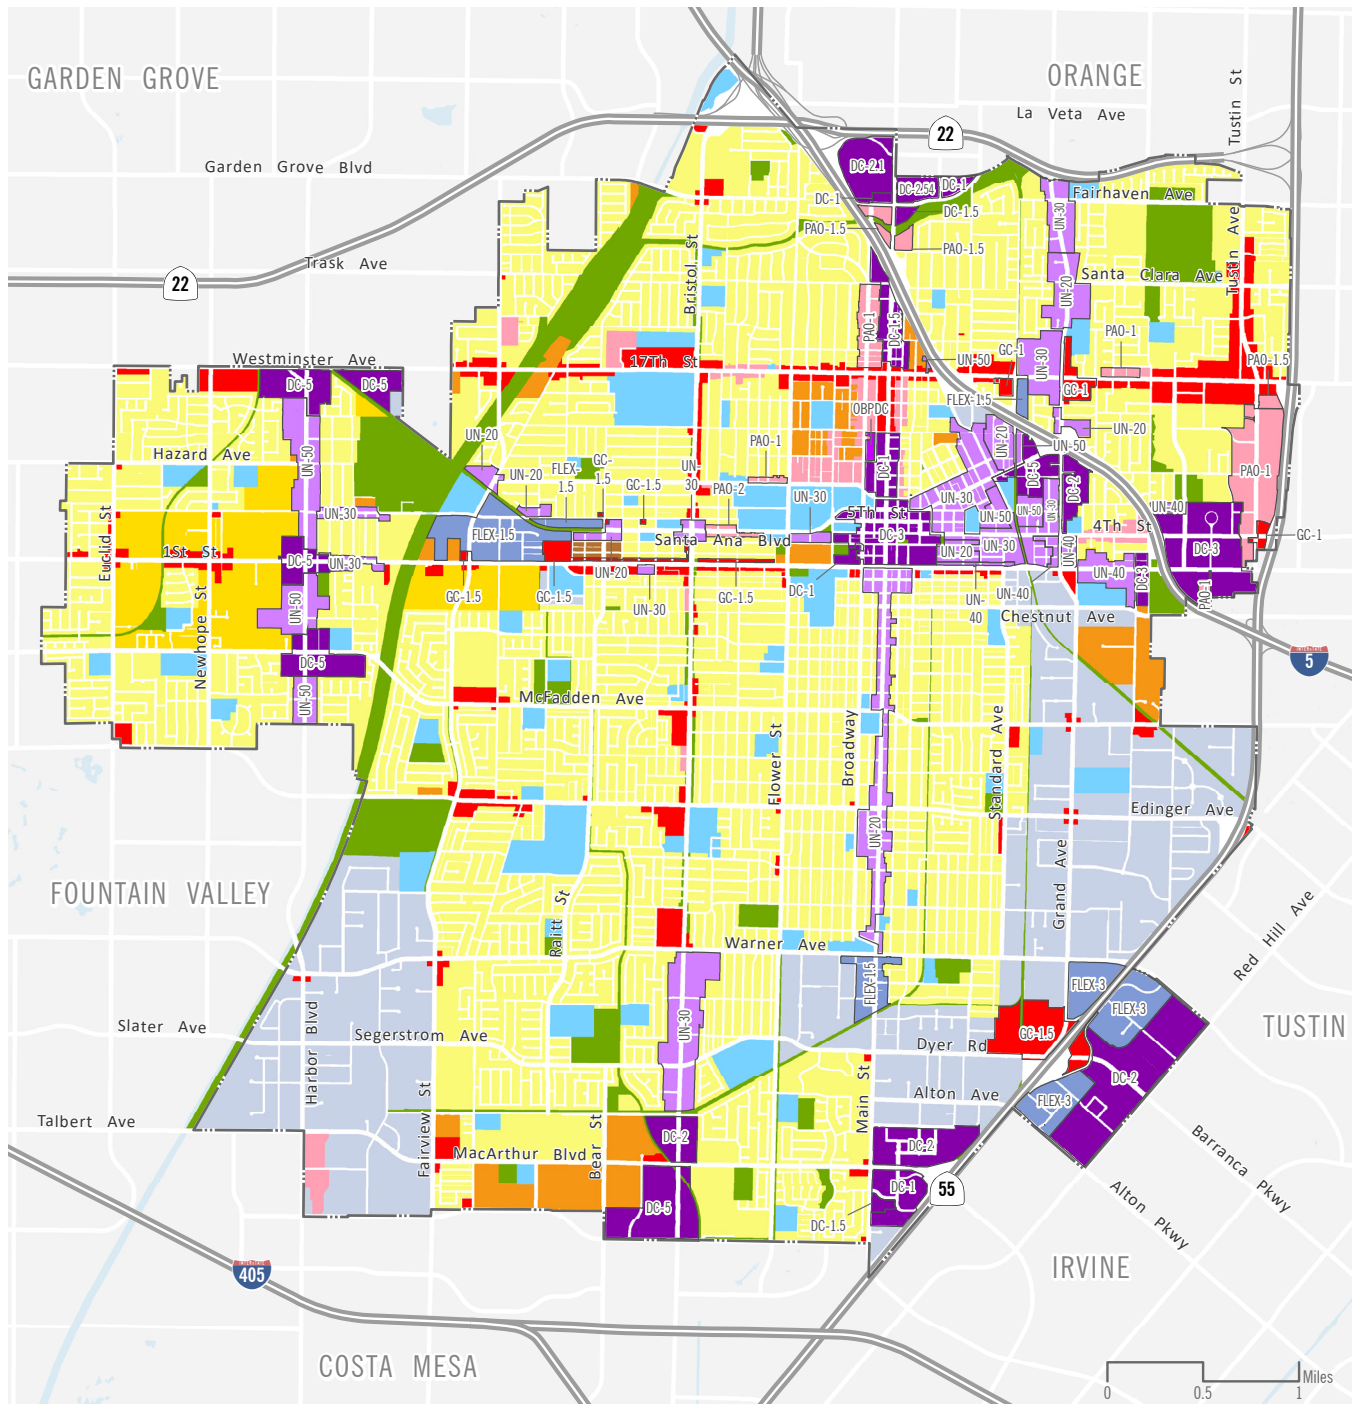 GARDEN GROVE
ORANGE
Tustin St
La Veta Ave
22
Garden Grove Blvd
DC-2.1
DC-2.54
DC-1
DC-1
DC-1.5
Fairhaven Ave
UN-30
PAO-1.5
PAO-1.5
Bristol St
Tustin Ave
Trask Ave
22
Santa Clara Ave
UN-20
PAO-1
DC-1.5
PAO-1
Westminster Ave
17Th St
UN-50
GC-1
UN-30
PAO-1.5
DC-5
DC-5
FLEX-1.5
GC-1
OBPDC
UN-20
UN-20
UN-20
UN-50
PAO-1
Hazard Ave
UN-50
UN-20
FLEX-
1.5
GC-
1.5
GC-1.5
UN-
30
PAO-2
DC-1
DC-5
DC-2
PAO-1
UN-30
UN-30
UN-50
UN-50
UN-30
UN-40
UN-30
Euclid St
5Th St
4Th St
FLEX-1.5
Santa Ana Blvd
DC-3
GC-1
1St St
DC-5
UN-30
UN-20
UN-30
UN-40
DC-3
UN-20
GC-1.5
GC-1.5
UN-30
GC-1.5
DC-1
UN-
40
UN-40
UN-40
DC-3
PAO-1
Chestnut Ave
UN-50
Newhope St
DC-5
5
UN-50
McFadden Ave
Flower St
Broadway
Standard Ave
Edinger Ave
UN-20
FOUNTAIN VALLEY
Grand Ave
Raitt St
Warner Ave
Red Hill Ave
FLEX-1.5
FLEX-3
FLEX-3
Slater Ave
Harbor Blvd
Segerstrom Ave
UN-30
GC-1.5
Dyer Rd
TUSTIN
DC-2
Alton Ave
FLEX-3
Talbert Ave
Fairview St
MacArthur Blvd
Bear St
DC-2
Main St
DC-2
Barranca Pkwy
DC-1
55
DC-5
DC-1.5
Alton Pkwy
405
IRVINE
COSTA MESA
Miles
0
0.5
1